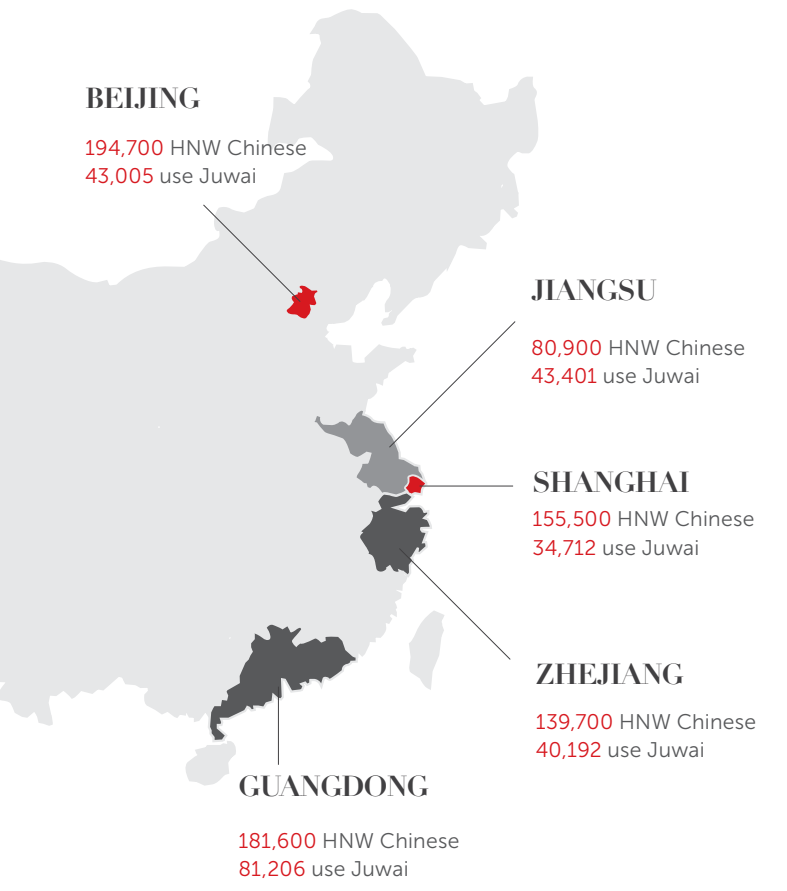 BEIJING
194,700 HNW Chinese
43,005 use Juwai
JIANGSU
80,900 HNW Chinese
43,401 use Juwai
SHANGHAI
155,500 HNW Chinese
34,712 use Juwai
ZHEJIANG
139,700 HNW Chinese
40,192 use Juwai
GUANGDONG
181,600 HNW Chinese
81,206 use Juwai